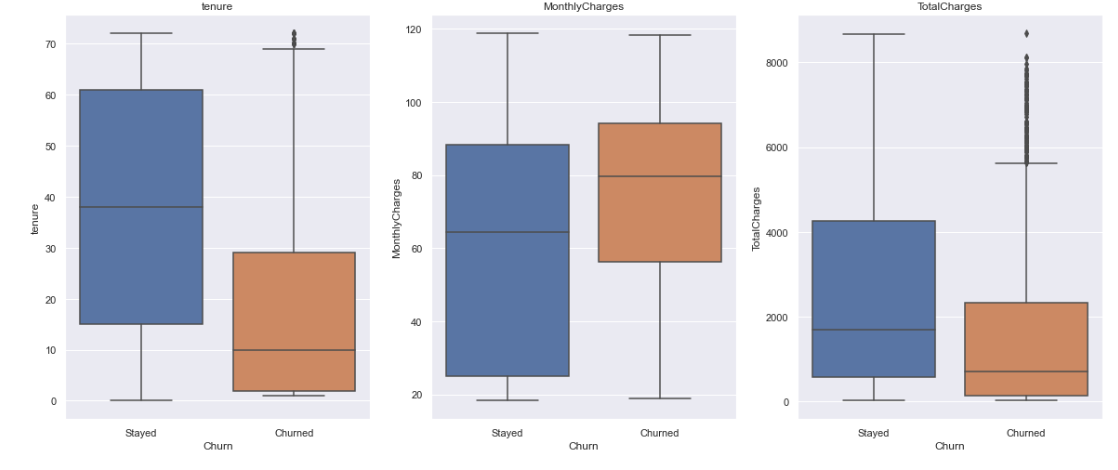 tenure
70
60
50
40
30
20
10
0
tenure
Stayed
Churned
Churn
MonthlyCharges
120
100
80
60
40
20
MonthlyCharges
Stayed
Churned
Churn
TotalCharges
8000
6000
4000
2000
0
TotalCharges
Stayed
Churned
Churn